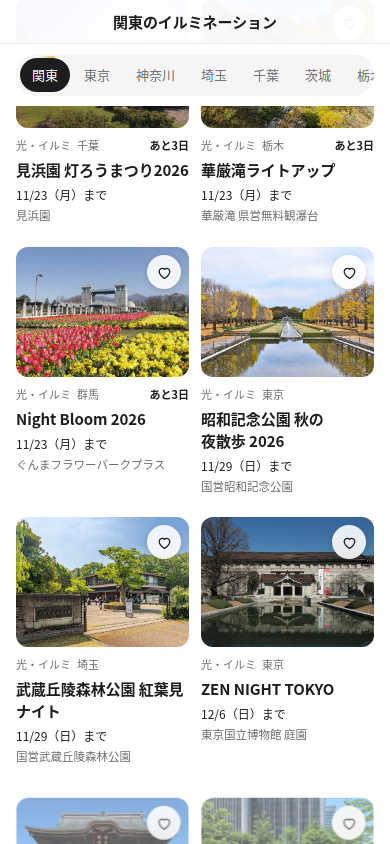 関東のイルミネーション
関東 東京 神奈川 埼玉 千葉 茨城
光・イルミ 千葉 あと3日
見浜園 灯ろうまつり2026
11/23（月）まで
見浜園
光・イルミ 栃木 あと3日
華厳滝ライトアップ
11/23（月）まで
華厳滝 県営無料観瀑台
光・イルミ 群馬 あと3日
Night Bloom 2026
11/23（月）まで
ぐんまフラワーパークプラス
光・イルミ 東京
昭和記念公園 秋の
夜散歩 2026
11/29（日）まで
国営昭和記念公園
光・イルミ 埼玉
武蔵丘陵森林公園 紅葉見
ナイト
11/29（日）まで
国営武蔵丘陵森林公園
光・イルミ 東京
ZEN NIGHT TOKYO
12/6（日）まで
東京国立博物館 庭園